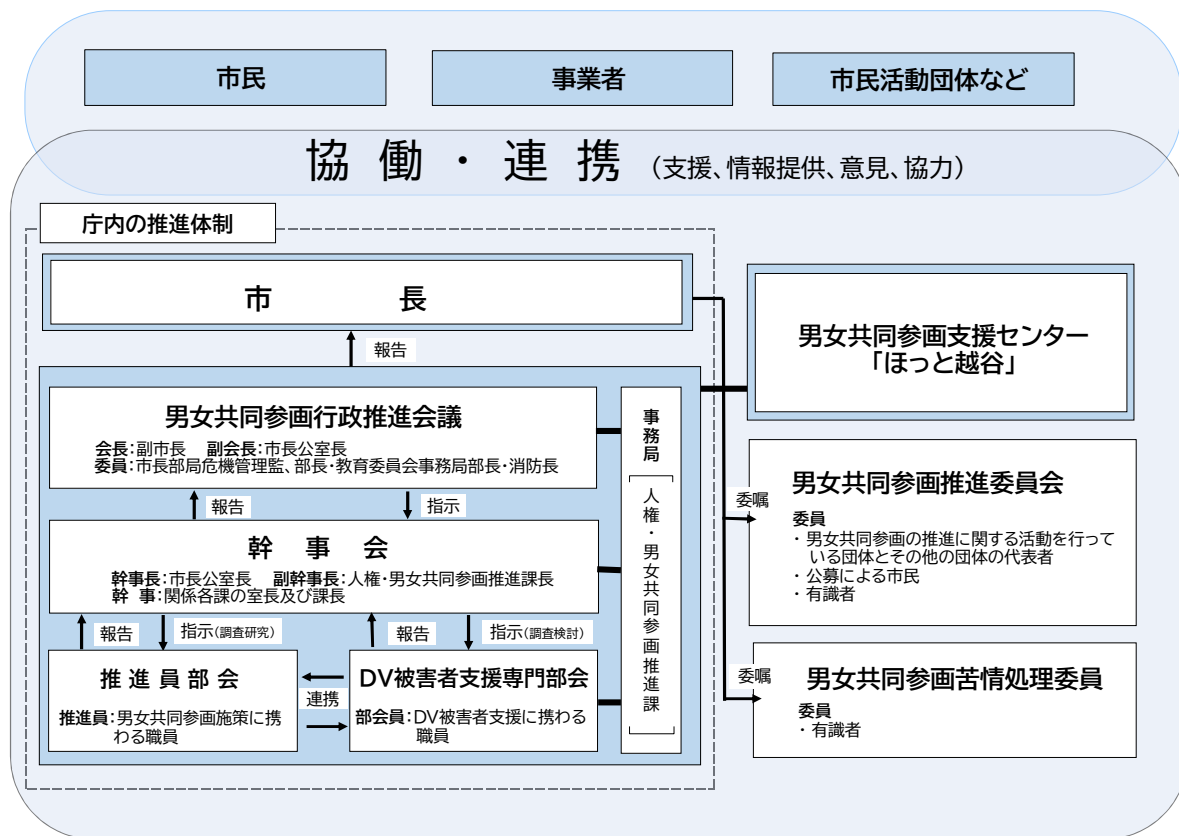 市民
事業者
市民活動団体など
協働・連携（支援、情報提供、意見、協力）
庁内の推進体制
市長
報告
男女共同参画行政推進会議
会長：副市長　副会長：市長公室長
委員：市長部局危機管理監、部長・教育委員会事務局部長・消防長
報告
指示
幹事会
幹事長：市長公室長　副幹事長：人権・男女共同参画推進課長
幹 事：関係各課の室長及び課長
報告
指示(調査研究)
報告
指示(調査検討)
推進員部会
推進員：男女共同参画施策に携
わる職員
連携
DV被害者支援専門部会
部会員：DV被害者支援に携わる
職員
事務局
［人権・男女共同参画推進課］
男女共同参画支援センター
「ほっと越谷」
委嘱
男女共同参画推進委員会
委員
・男女共同参画の推進に関する活動を行って
いる団体とその他の団体の代表者
・公募による市民
・有識者
委嘱
男女共同参画苦情処理委員
委員
・有識者